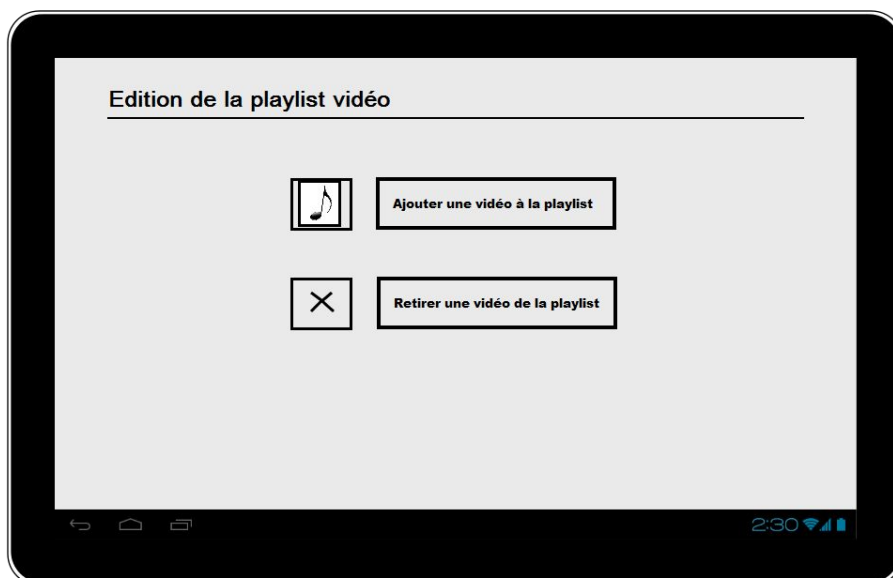 Edition de la playlist vidéo
Ajouter une vidéo à la playlist
Retirer une vidéo de la playlist
2:30